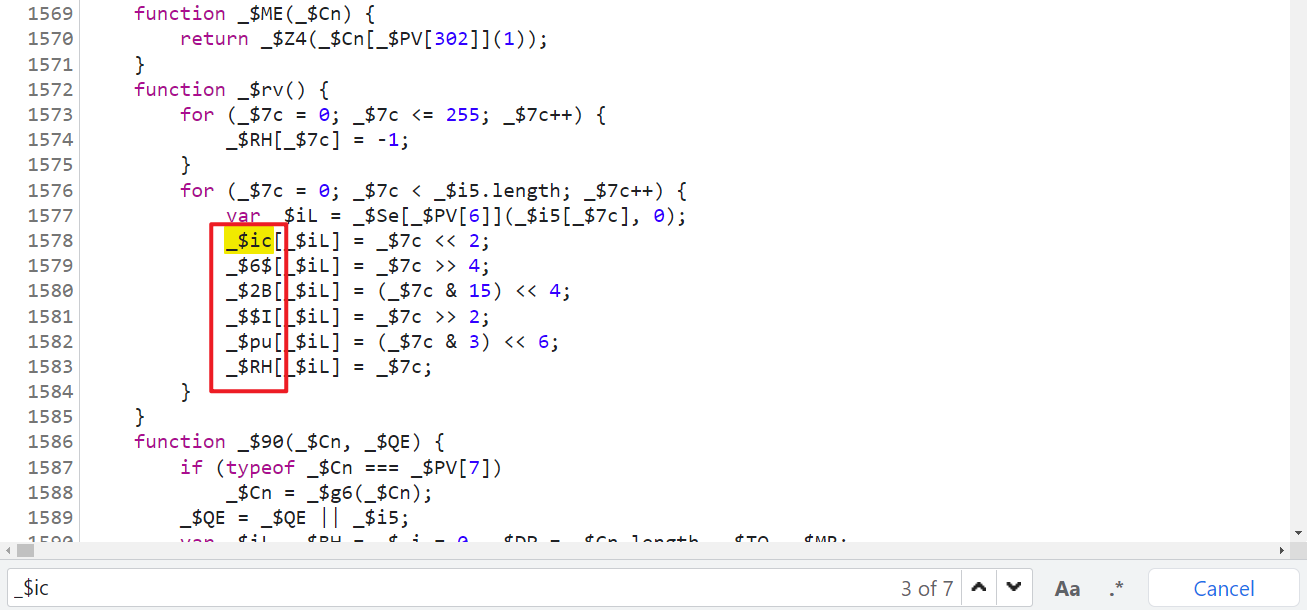 1569 function _$ME(_$Cn) {
1570 return _$Z4(_$Cn[_$PV[302]](1));
1571 }
1572 function _$rv() {
1573 for (_$7c = 0; _$7c <= 255; _$7c++) {
1574 _$RH[_$7c] = -1;
1575 }
1576 for (_$7c = 0; _$7c < _$i5.length; _$7c++) {
1577 var _$iL = _$Se[_$PV[6]](_$i5[_$7c], 0);
1578 _$ic[_$iL] = _$7c << 2;
1579 _$6$[_$iL] = _$7c >> 4;
1580 _$2B[_$iL] = (_$7c & 15) << 4;
1581 _$$I[_$iL] = _$7c >> 2;
1582 _$pu[_$iL] = (_$7c & 3) << 6;
1583 _$RH[_$iL] = _$7c;
1584 }
1585 }
1586 function _$90(_$Cn, _$QE) {
1587 if (typeof _$Cn === _$PV[7])
1588 _$Cn = _$g6(_$Cn);
1589 _$QE = _$QE || _$i5;
1590
_$ic 3 of 7 Aa .* Cancel